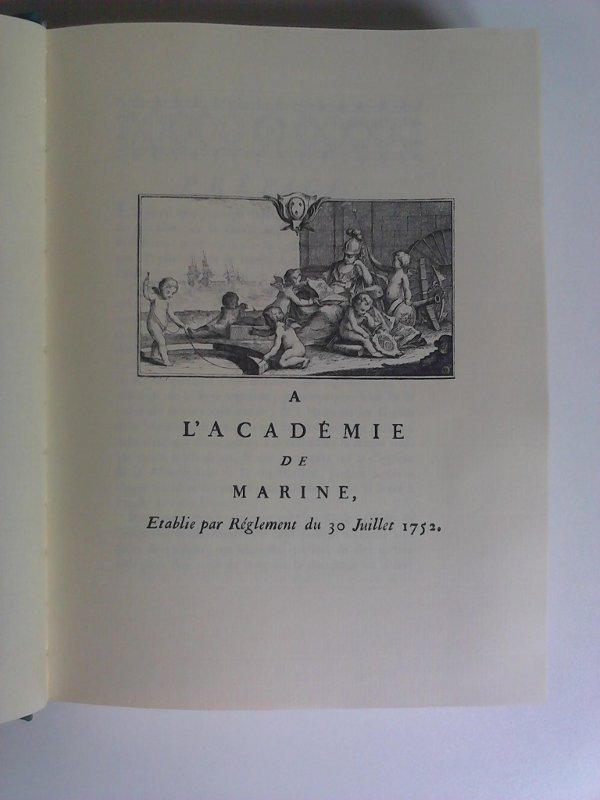 A
L'ACADÉMIE
DE
MARINE,
Etablie par Réglement du 30 Juillet 1752.